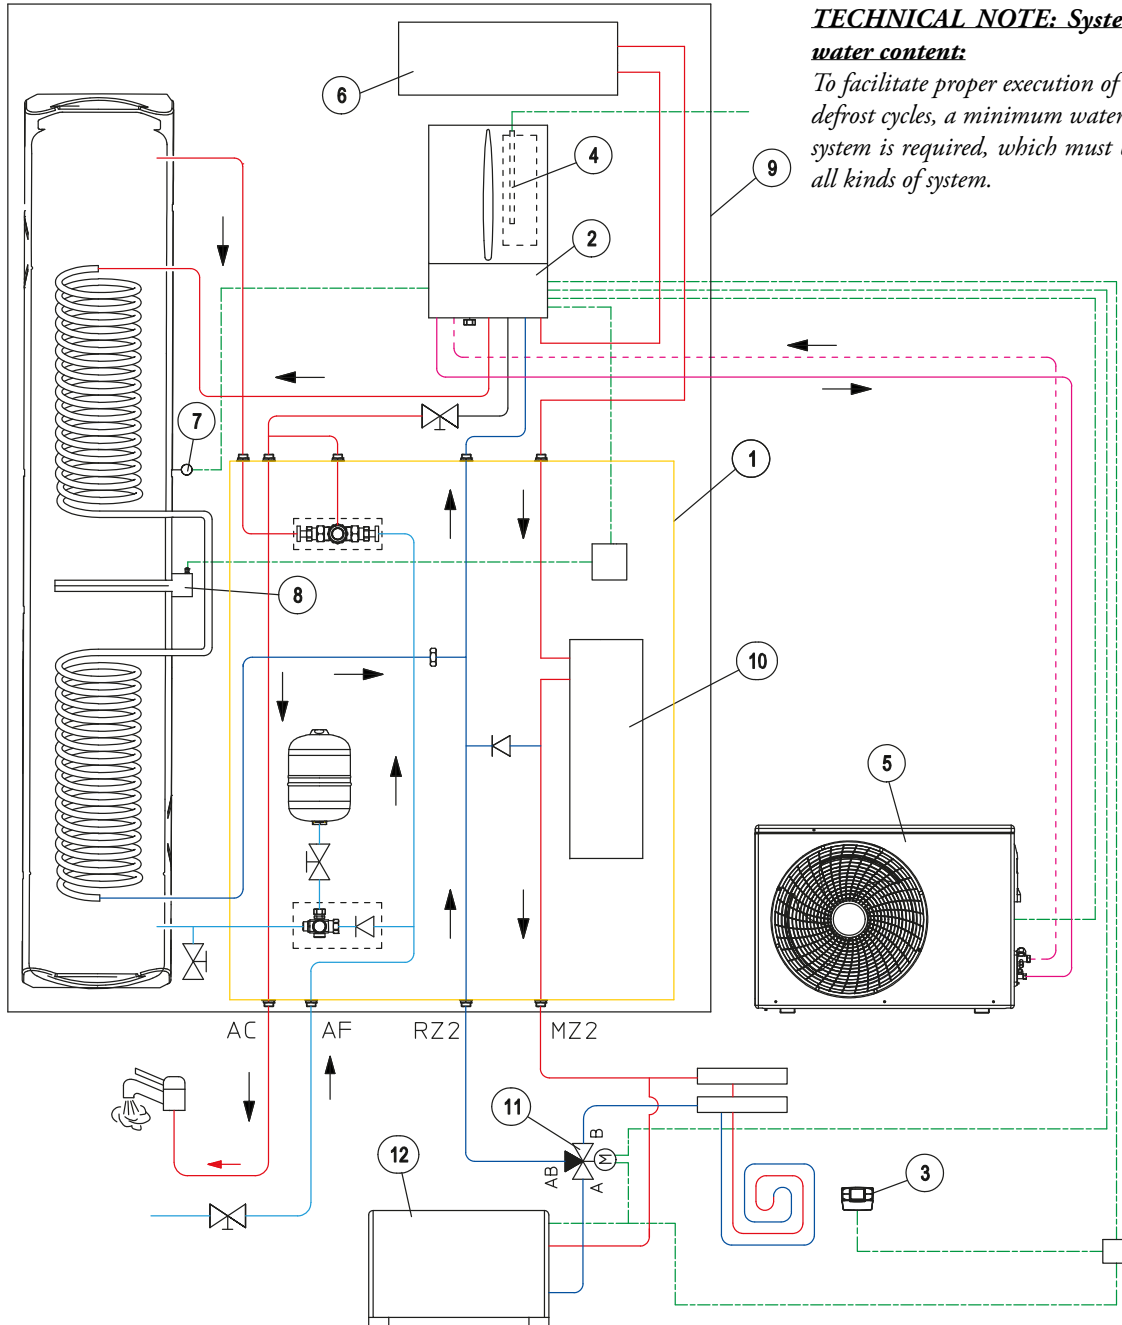 TECHNICAL NOTE: Syste
water content:
To facilitate proper execution of
defrost cycles, a minimum water
system is required, which must
all kinds of system.
6
4
9
2
7
1
8
10
5
AC
AF
RZ2
MZ2
11
B
M
AB
A
12
3